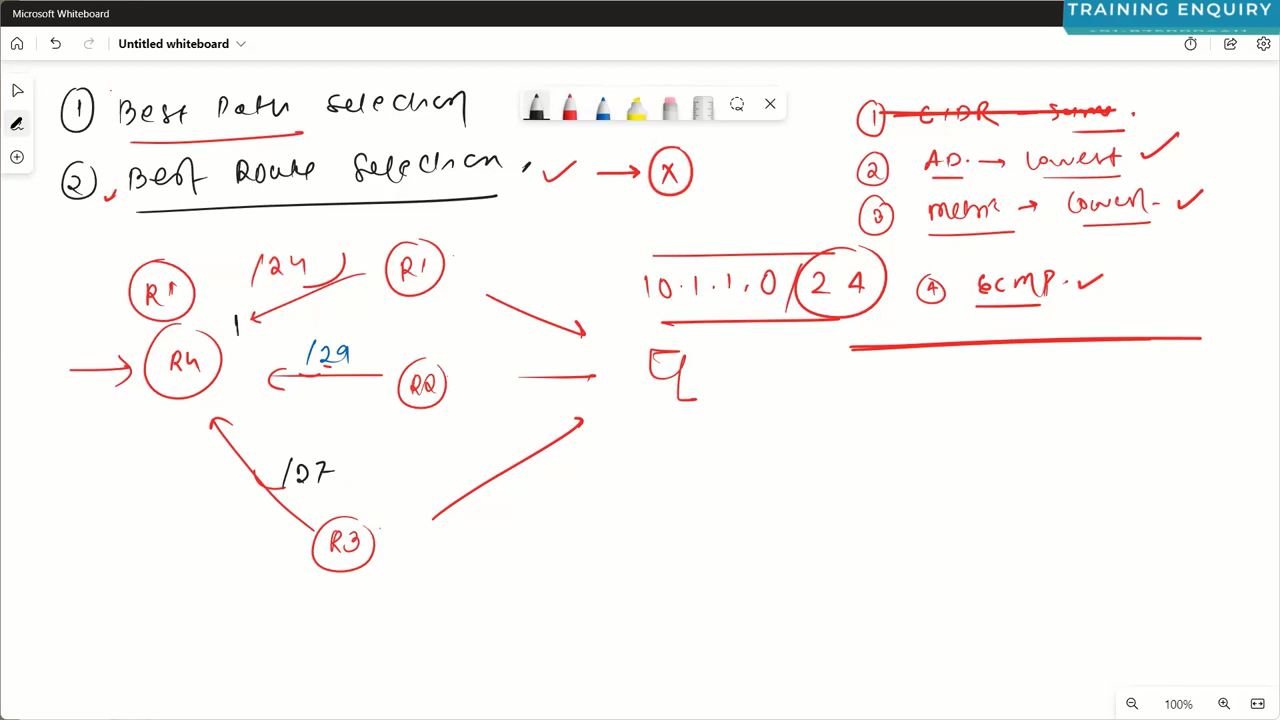 Microsoft Whiteboard
TRAINING ENQUIRY
Untitled whiteboard
① Best Path Selection
② Best Route Selection, ✓ → X
① CIDR same.
② AD. → Lowest ✓
③ metric → Lowest. ✓
④ ECMP. ✓
10.1.1.0/24
R1
/24
R1
1
R4
/29
R2
/27
R3
100%